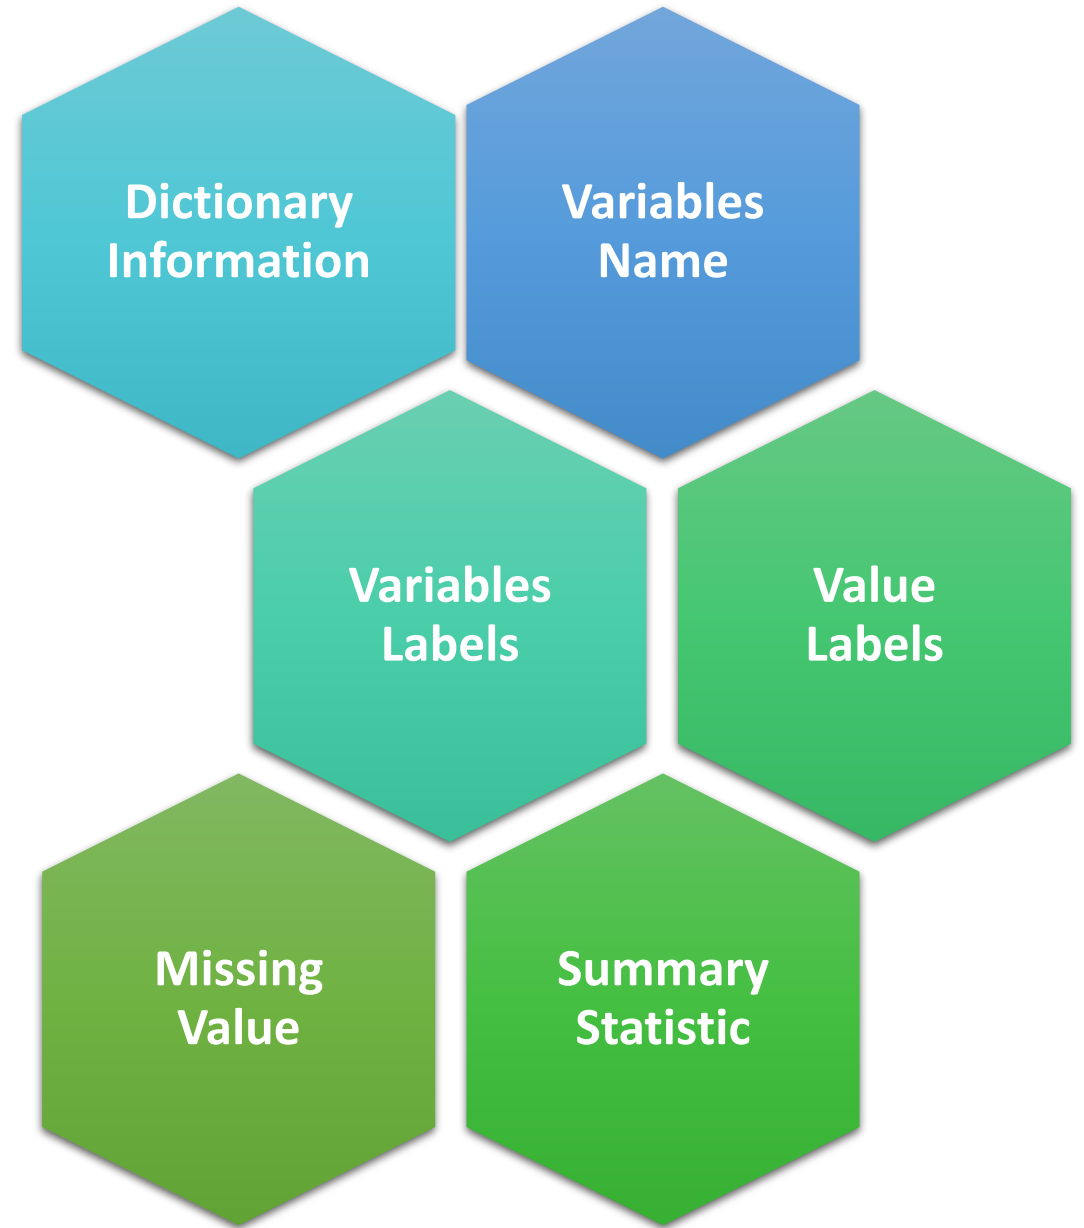 Dictionary
Information
Variables
Name
Variables
Labels
Value
Labels
Missing
Value
Summary
Statistic